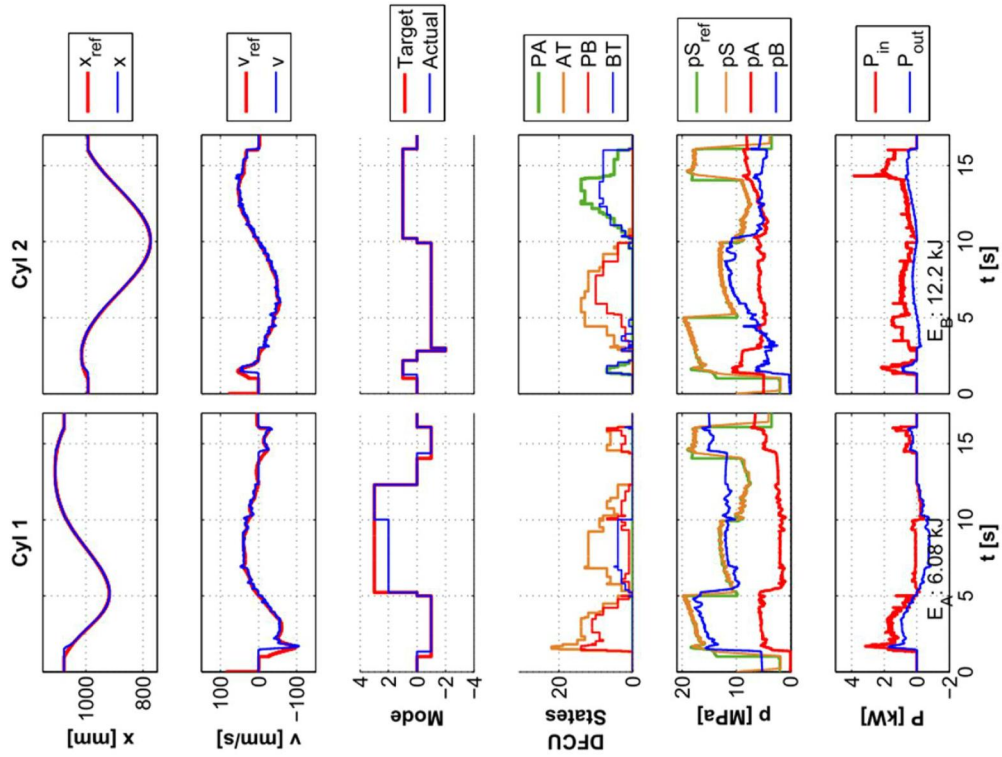 Cyl 1
Cyl 2
x [mm]
1000
800
x_ref
x
v [mm/s]
100
0
−100
v_ref
v
Mode
4
2
0
−2
−4
Target
Actual
DFCU
States
20
0
PA
AT
PB
BT
p [MPa]
20
10
0
pS_ref
pS
pA
pB
P [kW]
4
2
0
−2
E_A: 6.08 kJ
E_B: 12.2 kJ
P_in
P_out
0
5
10
15
0
5
10
15
t [s]
t [s]